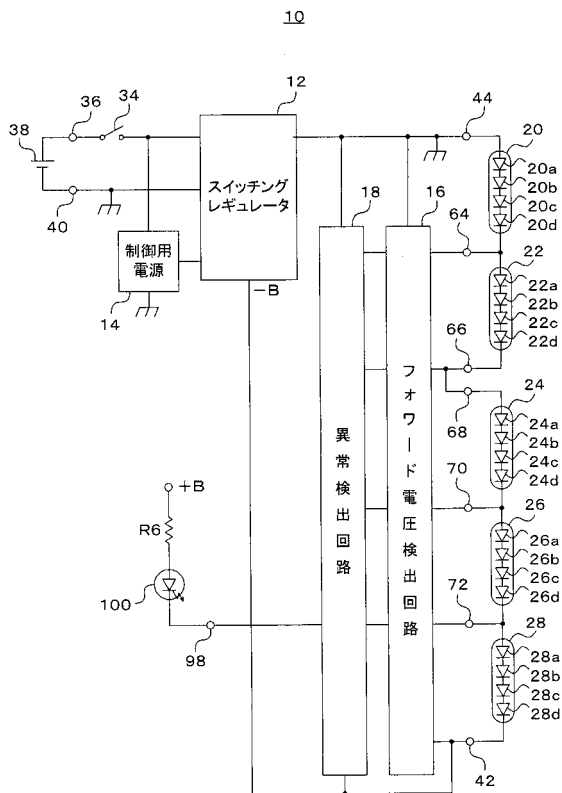 10
12
34
36
44
38
20
20a
20b
20c
20d
スイッチング
レギュレータ
18
16
40
64
制御用
電源
22
22a
22b
22c
22d
14
−B
66
68
24
24a
24b
24c
24d
異常検出回路
フォワード電圧検出回路
+B
70
R6
26
26a
26b
26c
26d
100
72
98
28
28a
28b
28c
28d
42